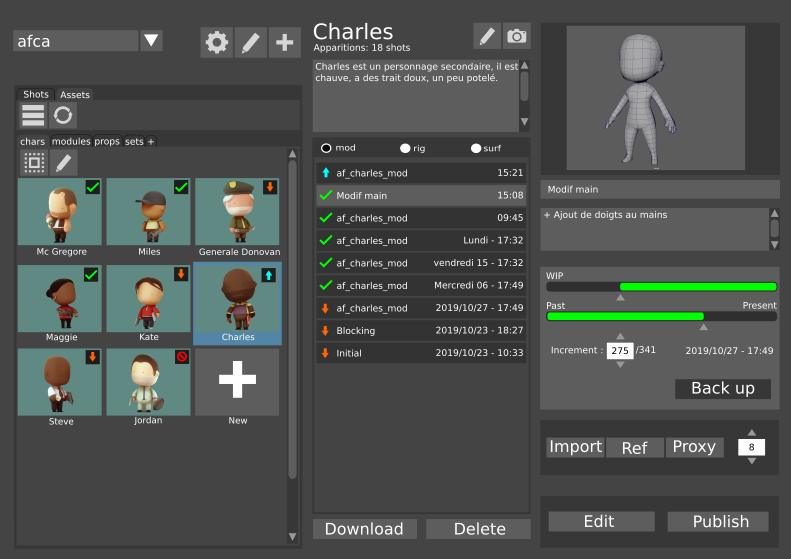 afca
Shots Assets
chars modules props sets +
Mc Gregore Miles Generale Donovan
Maggie Kate Charles
Steve Jordan New
Charles
Apparitions: 18 shots
Charles est un personnage secondaire, il est
chauve, a des trait doux, un peu potelé.
mod rig surf
af_charles_mod 15:21
Modif main 15:08
af_charles_mod 09:45
af_charles_mod Lundi - 17:32
af_charles_mod vendredi 15 - 17:32
af_charles_mod Mercredi 06 - 17:49
af_charles_mod 2019/10/27 - 17:49
Blocking 2019/10/23 - 18:27
Initial 2019/10/23 - 10:33
Download Delete
Modif main
+ Ajout de doigts au mains
WIP
Past Present
Increment : 275 /341 2019/10/27 - 17:49
Back up
Import Ref Proxy 8
Edit Publish